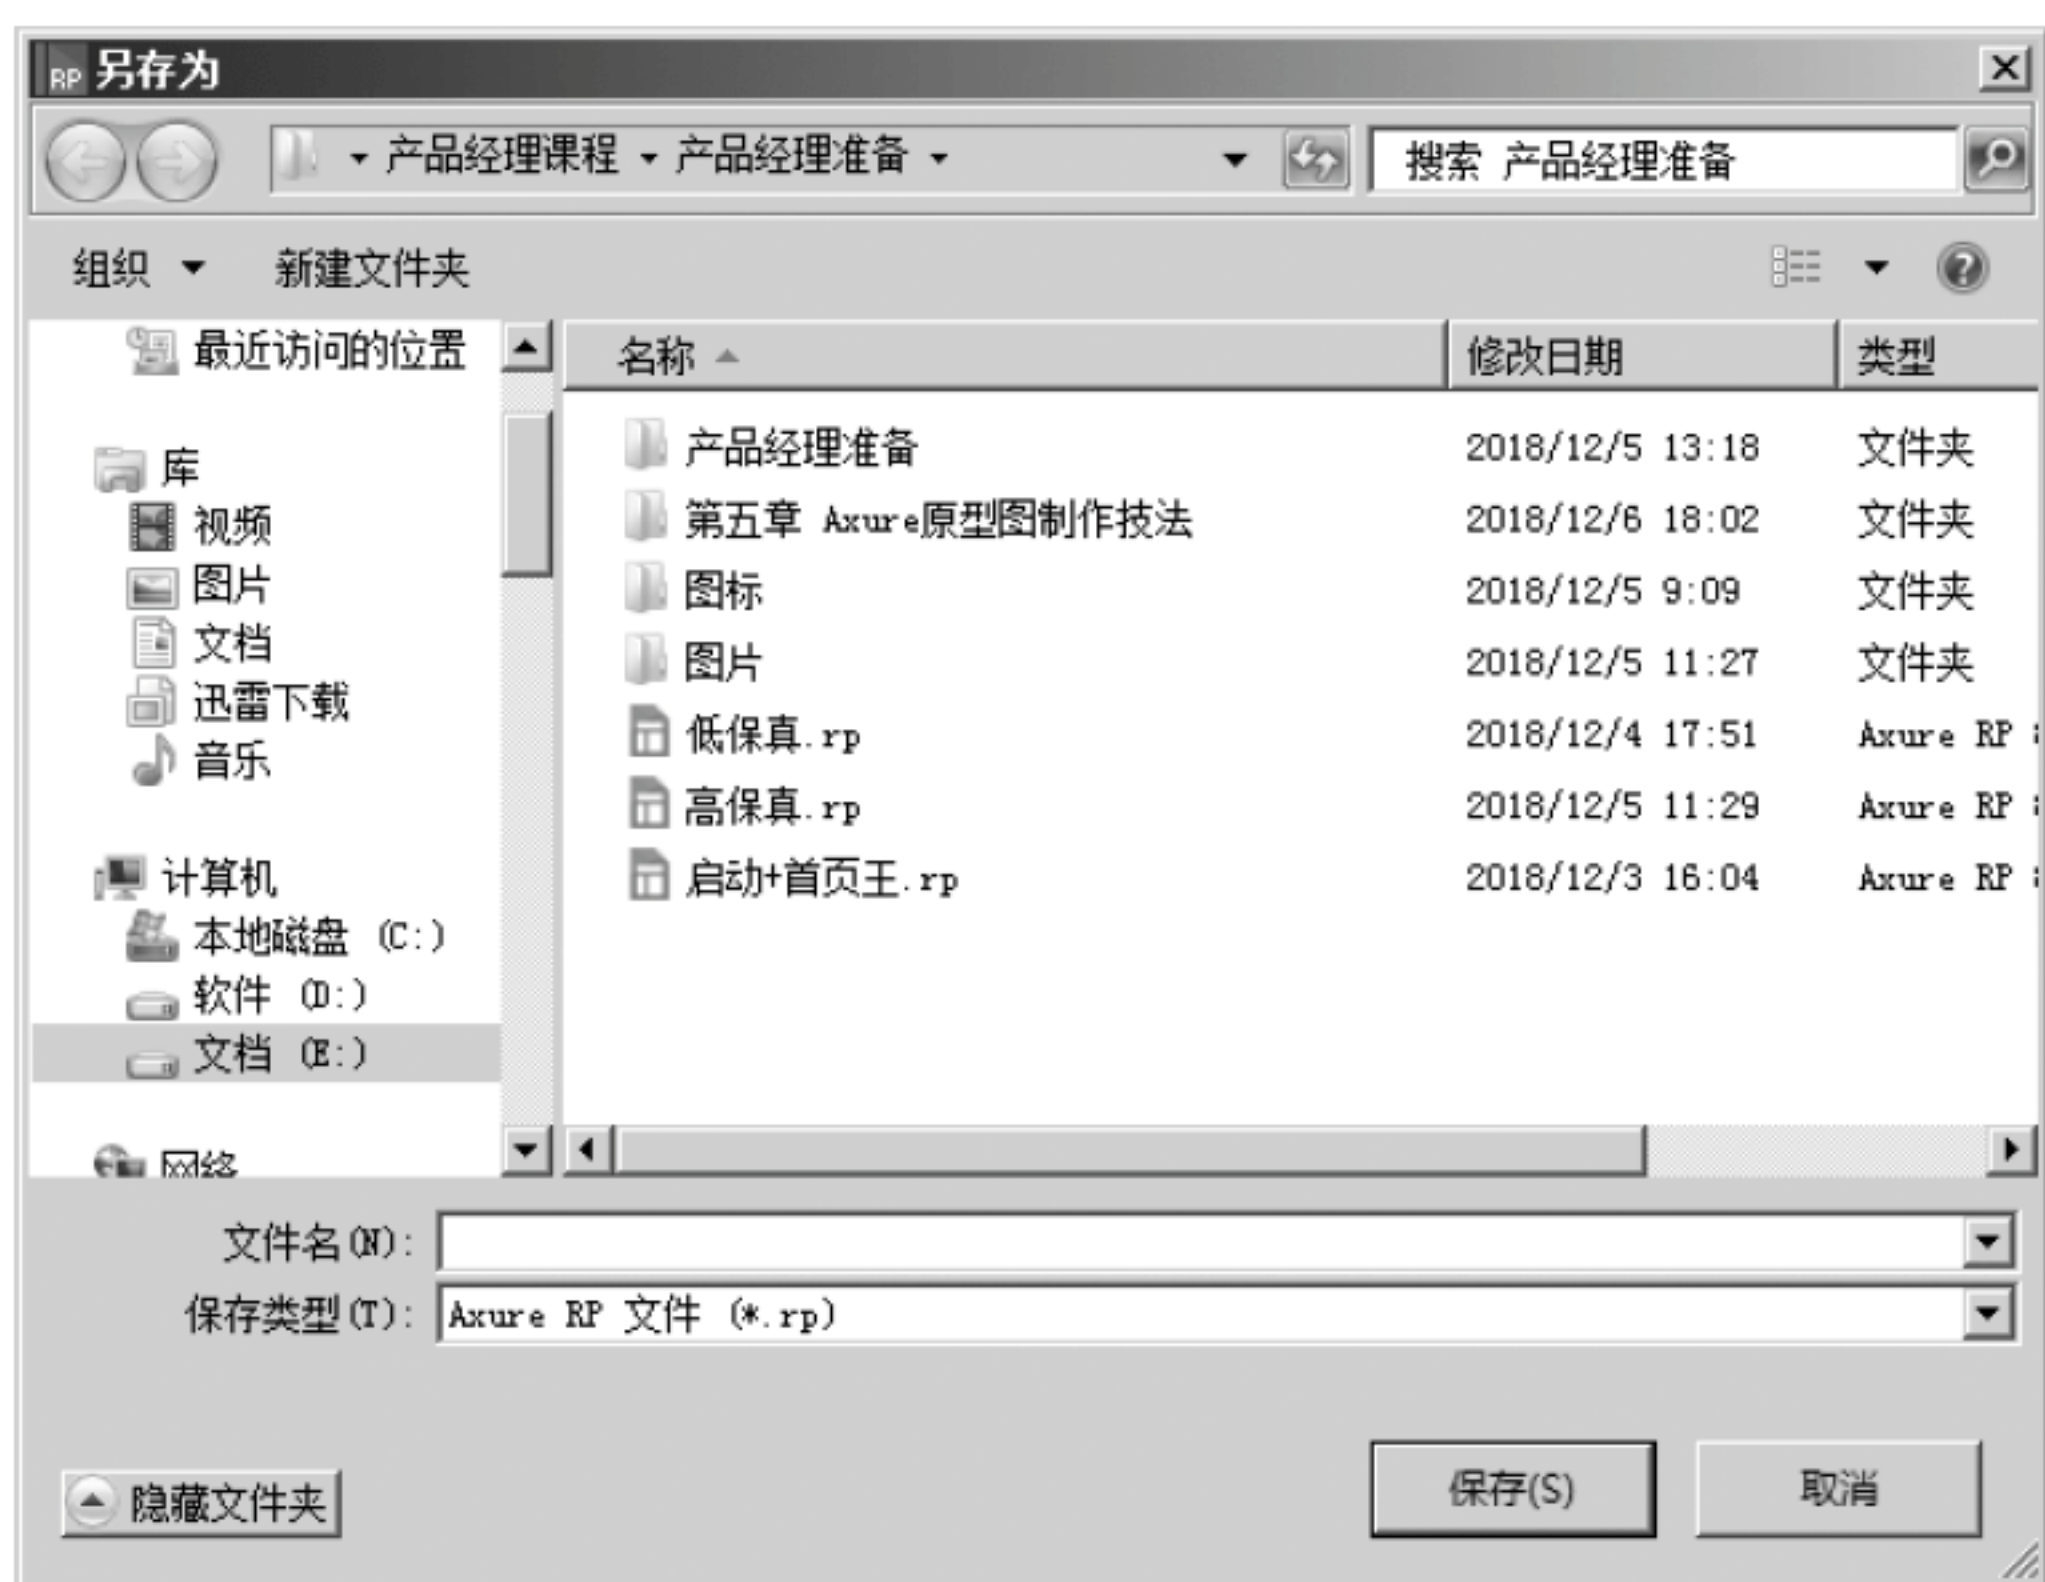 RP 另存为
产品经理课程 产品经理准备
搜索 产品经理准备
组织 新建文件夹
最近访问的位置
库
视频
图片
文档
迅雷下载
音乐
计算机
本地磁盘 (C:)
软件 (D:)
文档 (E:)
网络
名称 修改日期 类型
产品经理准备 2018/12/5 13:18 文件夹
第五章 Axure原型图制作技法 2018/12/6 18:02 文件夹
图标 2018/12/5 9:09 文件夹
图片 2018/12/5 11:27 文件夹
低保真.rp 2018/12/4 17:51 Axure RP
高保真.rp 2018/12/5 11:29 Axure RP
启动+首页王.rp 2018/12/3 16:04 Axure RP
文件名(N):
保存类型(T): Axure RP 文件 (*.rp)
隐藏文件夹 保存(S) 取消